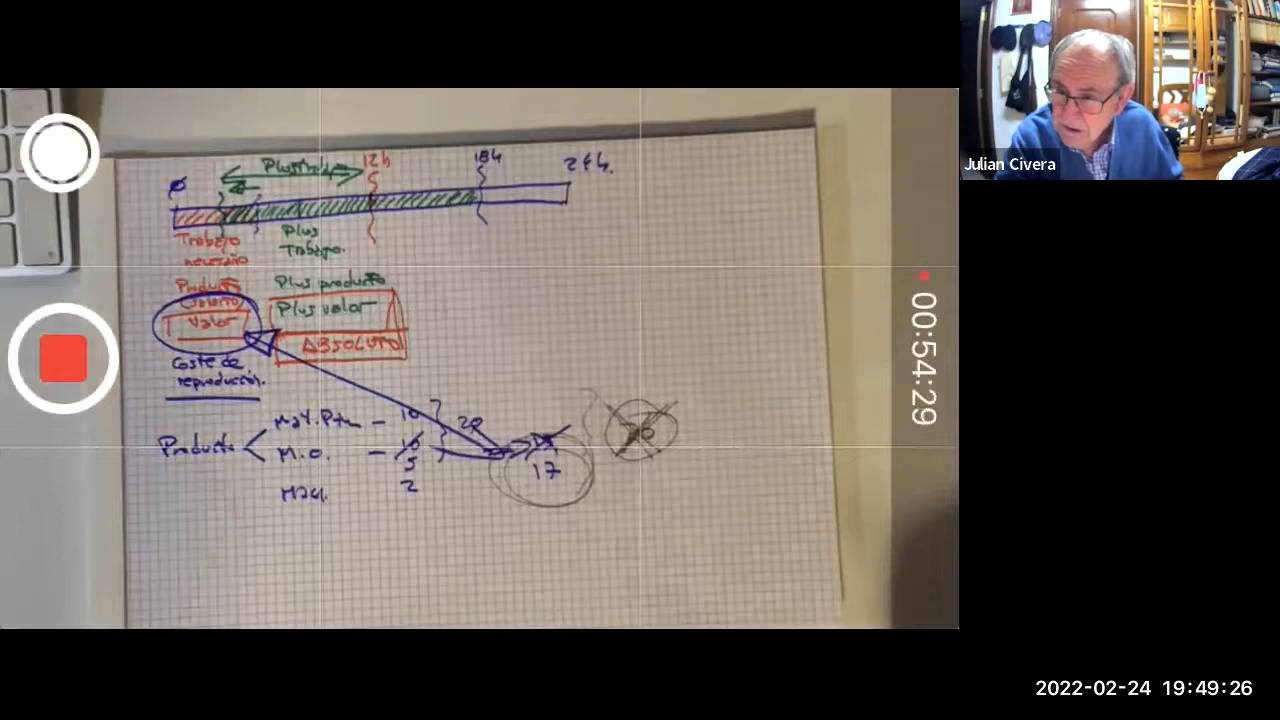 Plustrab.
12h
18h
24h.
0
Trabajo necesario
Plus Trabajo.
Producto (salario)
Plus producto
Valor
Plus valor
ABSOLUTO
Coste de reproducción.
Producto
Mat. Prim — 10
20
M.O. — 10
5
17
Maq. 2
00:54:29
Julian Civera
2022-02-24 19:49:26